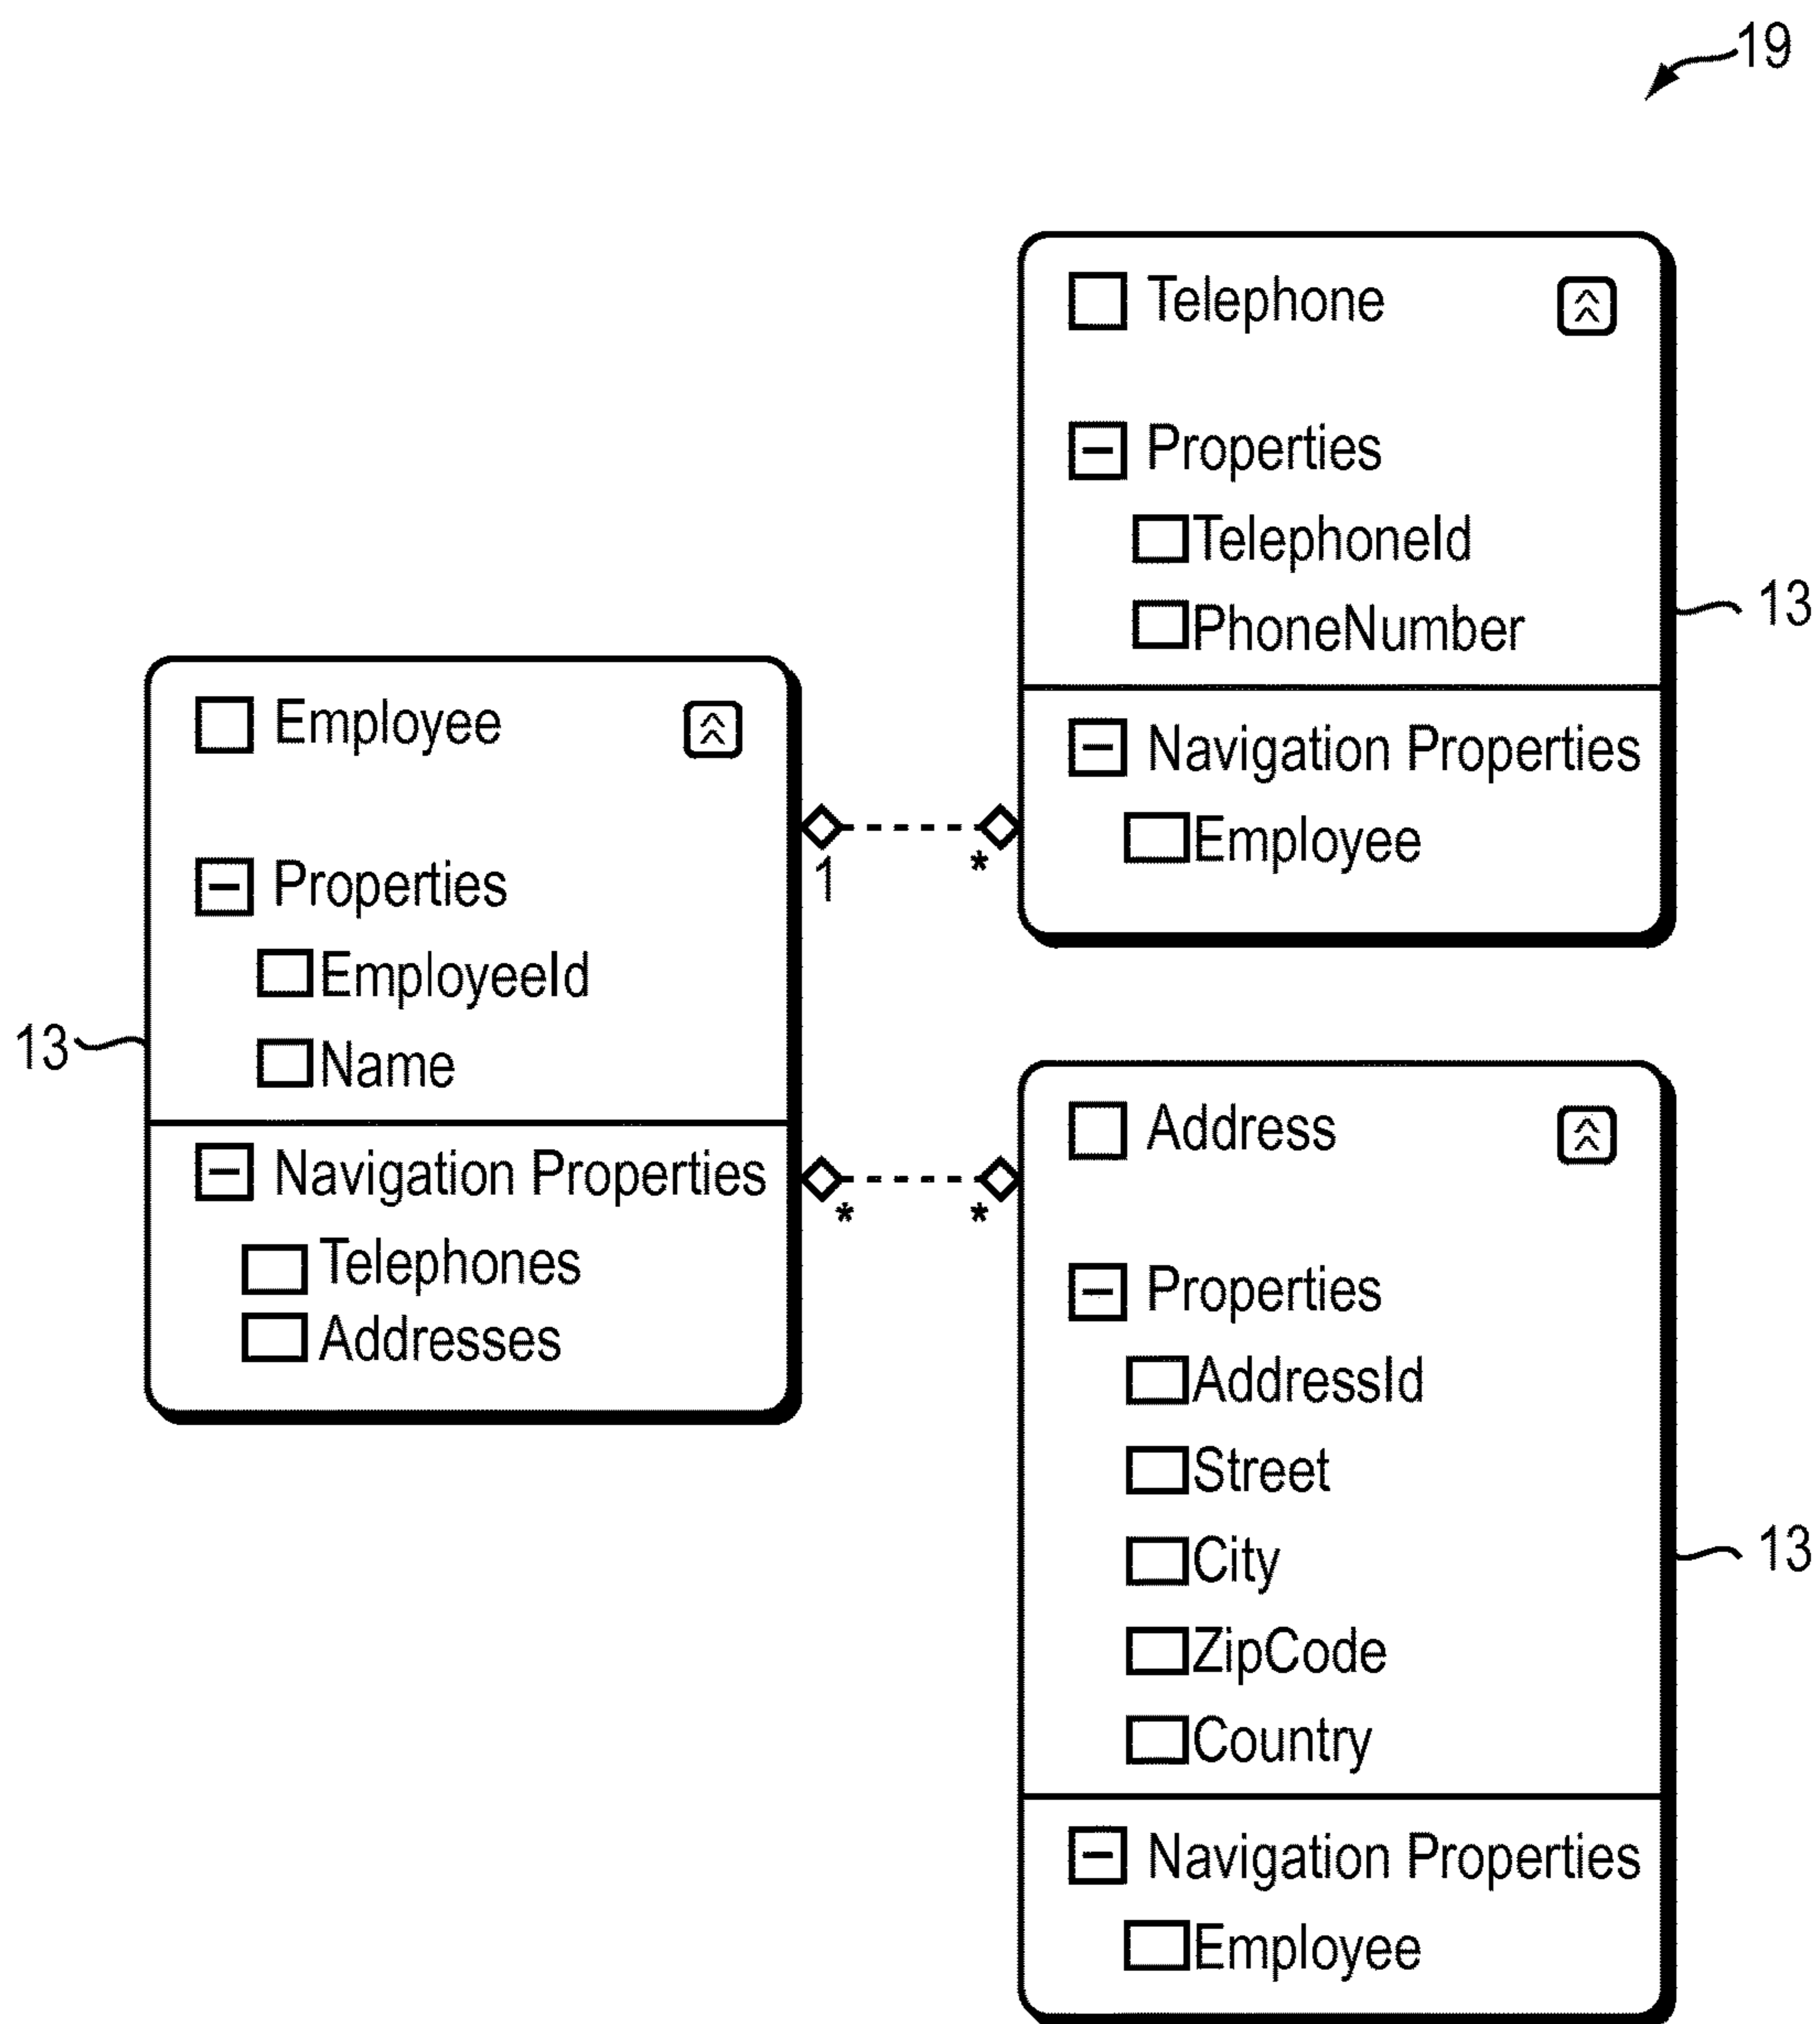 19
Telephone
Properties
TelephoneId
PhoneNumber
13
Navigation Properties
Employee
Employee
Properties
EmployeeId
Name
13
Navigation Properties
Telephones
Addresses
1
*
*
*
Address
Properties
AddressId
Street
City
ZipCode
Country
13
Navigation Properties
Employee